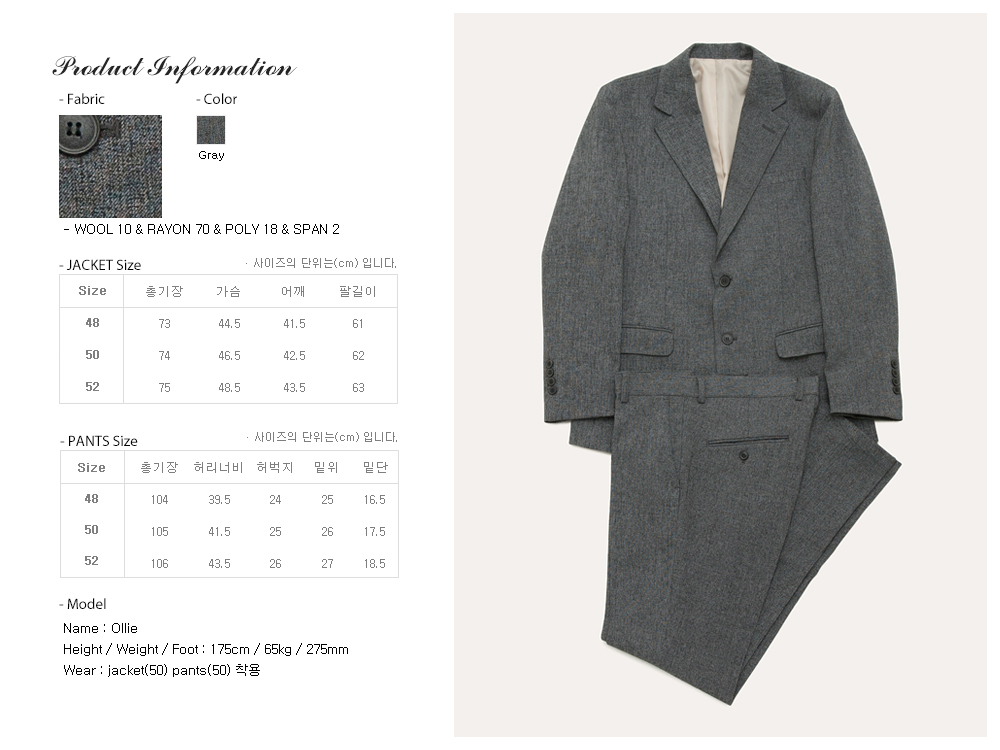 Product Information
- Fabric
- Color
Gray
- WOOL 10 & RAYON 70 & POLY 18 & SPAN 2
- JACKET Size
· 사이즈의 단위는(cm) 입니다.
Size 총기장 가슴 어깨 팔길이
48 73 44.5 41.5 61
50 74 46.5 42.5 62
52 75 48.5 43.5 63
- PANTS Size
· 사이즈의 단위는(cm) 입니다.
Size 총기장 허리너비 허벅지 밑위 밑단
48 104 39.5 24 25 16.5
50 105 41.5 25 26 17.5
52 106 43.5 26 27 18.5
- Model
Name : Ollie
Height / Weight / Foot : 175cm / 65kg / 275mm
Wear : jacket(50) pants(50) 착용